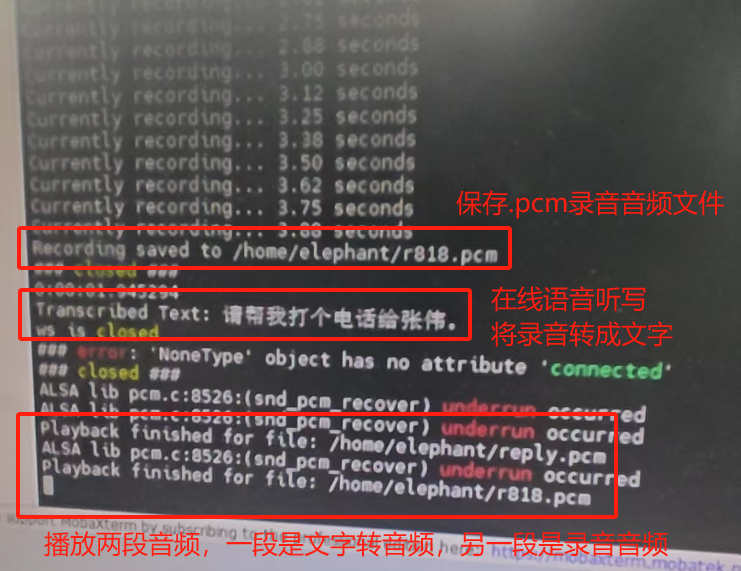 2.75 seconds
Currently recording... 2.88 seconds
Currently recording... 3.00 seconds
Currently recording... 3.12 seconds
Currently recording... 3.25 seconds
Currently recording... 3.38 seconds
Currently recording... 3.50 seconds
Currently recording... 3.62 seconds
Currently recording... 3.75 seconds
Currently recording... 3.88 seconds
保存.pcm录音音频文件
Recording saved to /home/elephant/r818.pcm
### closed ###
0:00:01.945294
在线语音听写
将录音转成文字
Transcribed Text: 请帮我打个电话给张伟。
ws is closed
### error: 'NoneType' object has no attribute 'connected'
### closed ###
ALSA lib pcm.c:8526:(snd_pcm_recover) underrun occurred
ALSA lib pcm.c:8526:(snd_pcm_recover) underrun occurred
Playback finished for file: /home/elephant/reply.pcm
ALSA lib pcm.c:8526:(snd_pcm_recover) underrun occurred
Playback finished for file: /home/elephant/r818.pcm
support MobaXterm by subscribing to the professional edition here: https://mobaxterm.mobatek.n
播放两段音频，一段是文字转音频，另一段是录音音频